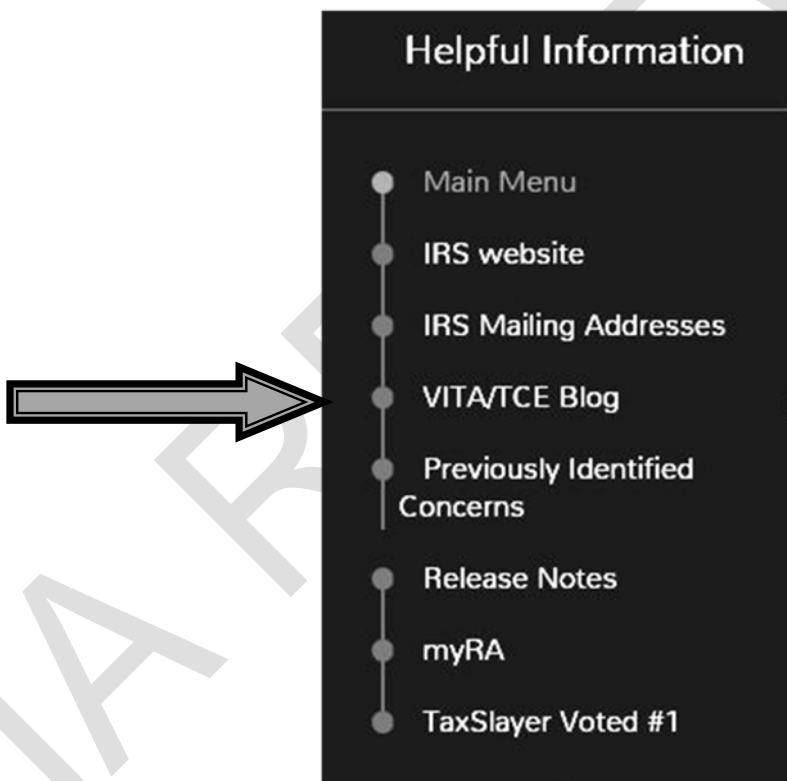 Helpful Information
Main Menu
IRS website
IRS Mailing Addresses
VITA/TCE Blog
Previously Identified
Concerns
Release Notes
myRA
TaxSlayer Voted #1